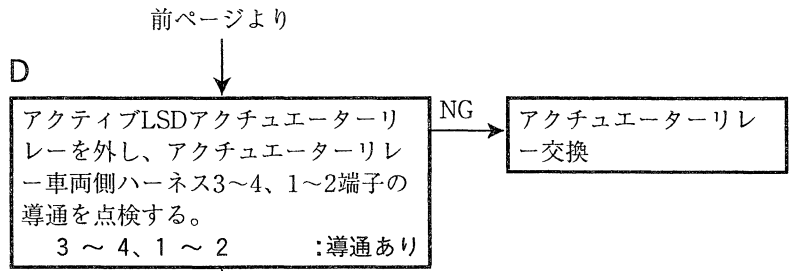 前ページより
D
アクティブLSDアクチュエーターリ
レーを外し、アクチュエーターリレ
ー車両側ハーネス3～4、1～2端子の
導通を点検する。
3 ～ 4、1 ～ 2 :導通あり
NG
アクチュエーターリレ
ー交換